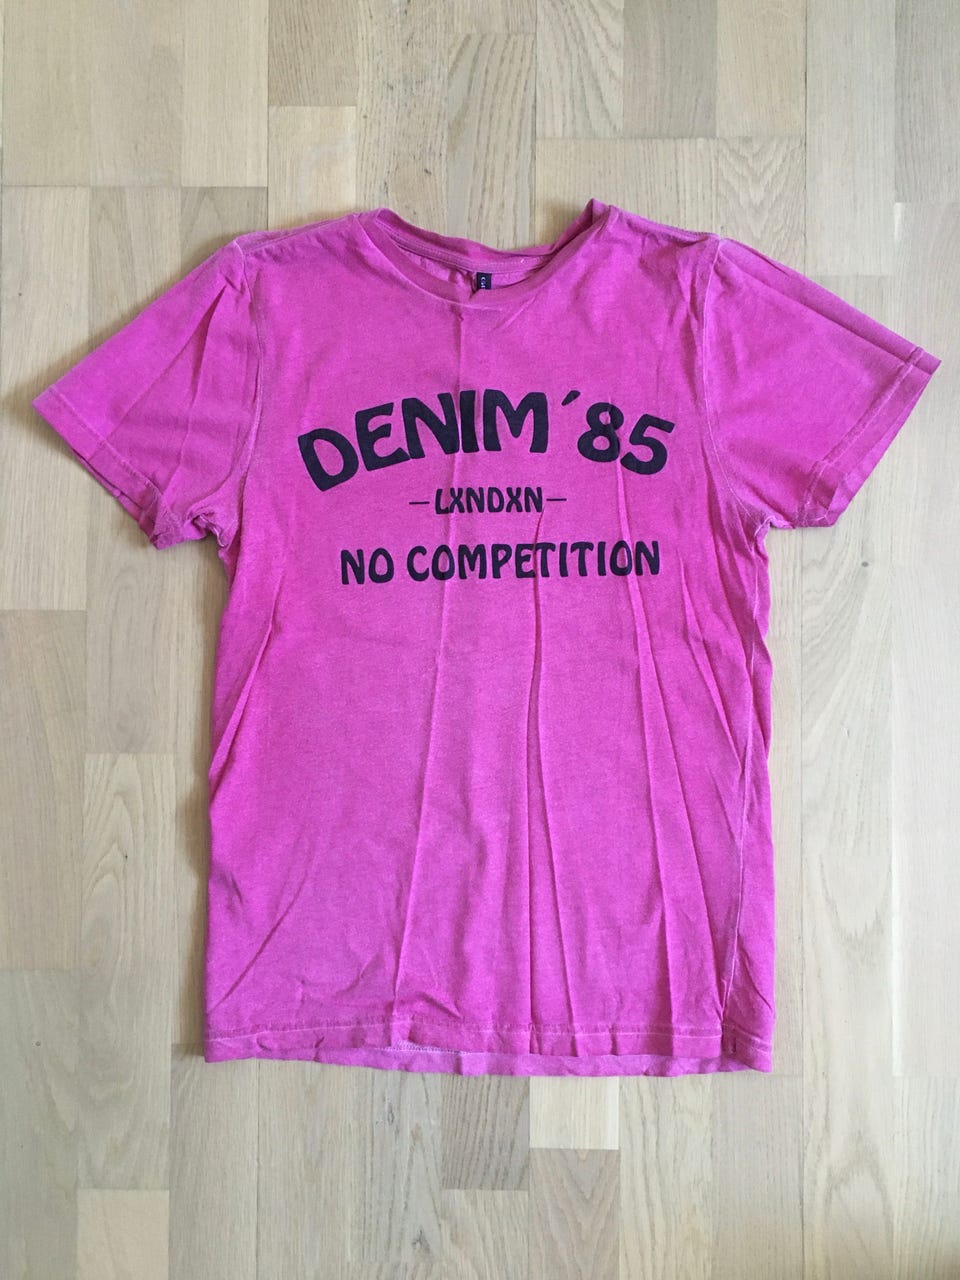 DENIM ´85
–LXNDXN–
NO COMPETITION